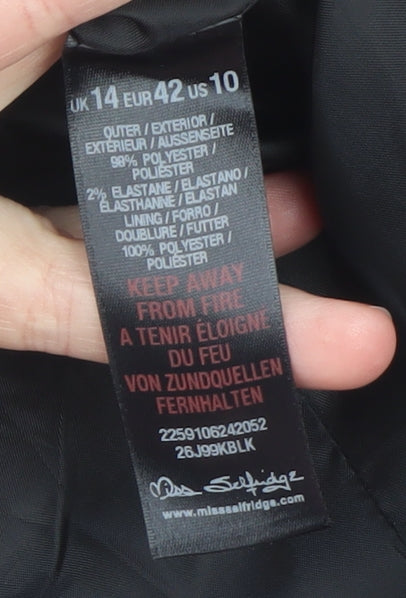 UK 14 EUR 42 US 10
OUTER / EXTERIOR /
EXTÉRIEUR / AUSSENSEITE
98% POLYESTER /
POLIÉSTER
2% ELASTANE / ELASTANO /
ÉLASTHANNE / ELASTAN
LINING / FORRO /
DOUBLURE / FUTTER
100% POLYESTER /
POLIÉSTER
KEEP AWAY
FROM FIRE
A TENIR ÉLOIGNÉ
DU FEU
VON ZUNDQUELLEN
FERNHALTEN
2259106242052
26J99KBLK
Miss Selfridge
www.missselfridge.com